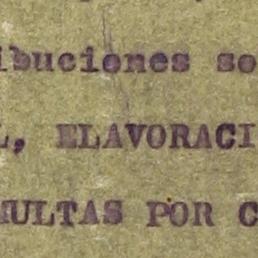 ibuciones so
L, ELAVORACI
MULTAS POR C